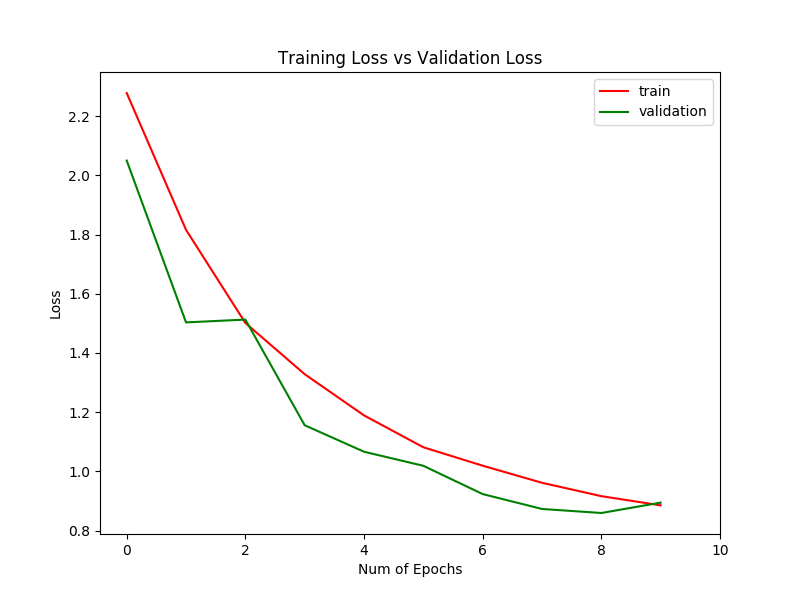 Training Loss vs Validation Loss
train
validation
2.2
2.0
1.8
1.6
1.4
1.2
1.0
0.8
Loss
0 2 4 6 8 10
Num of Epochs